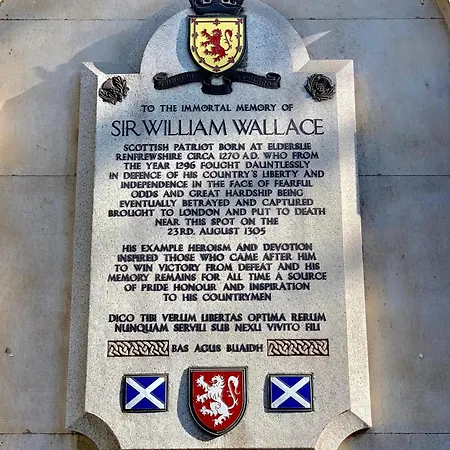 TO THE IMMORTAL MEMORY OF
SIR WILLIAM WALLACE
SCOTTISH PATRIOT BORN AT ELDERSLIE
RENFREWSHIRE CIRCA 1270 A.D. WHO FROM
THE YEAR 1296 FOUGHT DAUNTLESSLY
IN DEFENCE OF HIS COUNTRY'S LIBERTY AND
INDEPENDENCE IN THE FACE OF FEARFUL
ODDS AND GREAT HARDSHIP BEING
EVENTUALLY BETRAYED AND CAPTURED
BROUGHT TO LONDON AND PUT TO DEATH
NEAR THIS SPOT ON THE
23RD. AUGUST 1305
HIS EXAMPLE HEROISM AND DEVOTION
INSPIRED THOSE WHO CAME AFTER HIM
TO WIN VICTORY FROM DEFEAT AND HIS
MEMORY REMAINS FOR ALL TIME A SOURCE
OF PRIDE HONOUR AND INSPIRATION
TO HIS COUNTRYMEN
DICO TIBI VERUM LIBERTAS OPTIMA RERUM
NUNQUAM SERVILI SUB NEXU VIVITO FILI
BAS AGUS BUAIDH